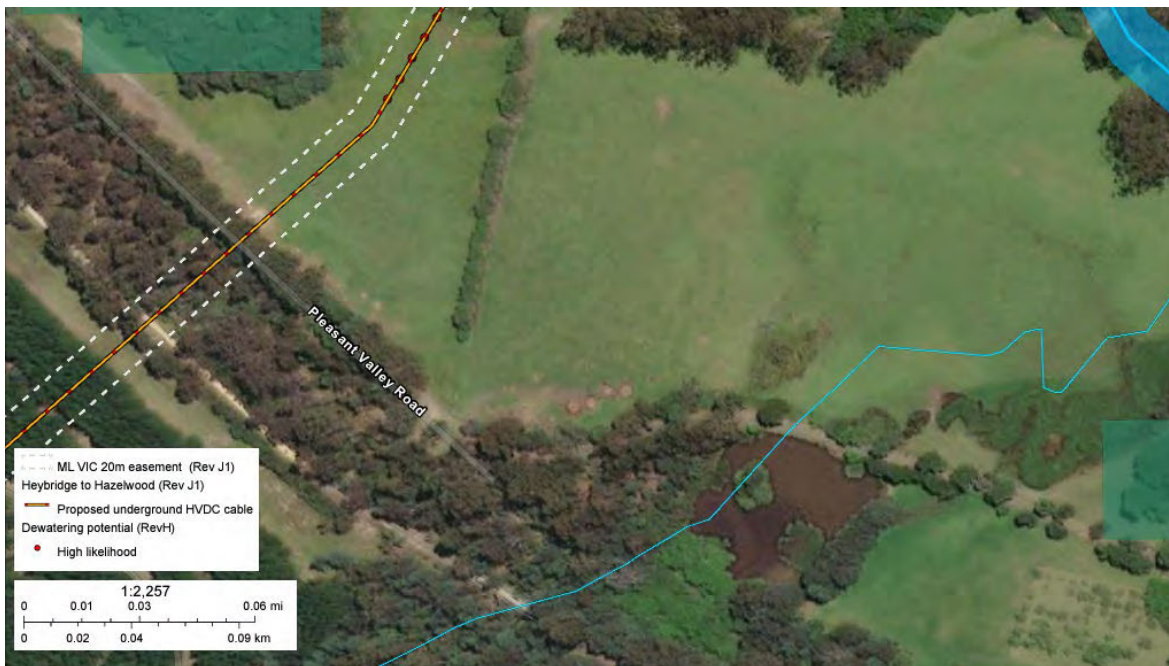 Pleasant Valley Road
ML VIC 20m easement (Rev J1)
Heybridge to Hazelwood (Rev J1)
Proposed underground HVDC cable
Dewatering potential (RevH)
High likelihood
1:2,257
0 0.01 0.03 0.06 mi
0 0.02 0.04 0.09 km